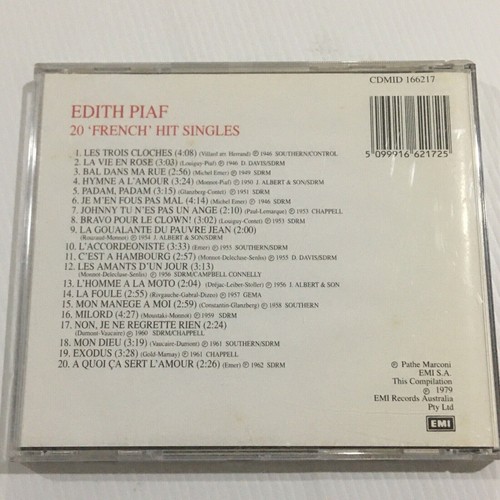 CDMID 166217
EDITH PIAF
20 'FRENCH' HIT SINGLES
5 099916 621725
1. LES TROIS CLOCHES (4:08) (Villard arr. Herrand) ℗ 1946 SOUTHERN/CONTROL
2. LA VIE EN ROSE (3:03) (Louiguy-Piaf) ℗ 1946 D. DAVIS/SDRM
3. BAL DANS MA RUE (2:56) (Michel Emer) ℗ 1949 SDRM
4. HYMNE A L'AMOUR (3:24) (Monnot-Piaf) ℗ 1950 J. ALBERT & SON/SDRM
5. PADAM, PADAM (3:15) (Glanzberg-Contet) ℗ 1951 SDRM
6. JE M'EN FOUS PAS MAL (4:14) (Michel Emer) ℗ 1946 SDRM
7. JOHNNY TU N'ES PAS UN ANGE (2:10) (Paul-Lemarque) ℗ 1953 CHAPPELL
8. BRAVO POUR LE CLOWN! (3:02) (Louiguy-Contet) ℗ 1953 SDRM
9. LA GOUALANTE DU PAUVRE JEAN (2:00)
(Rouzaud-Monnot) ℗ 1954 J. ALBERT & SON/SDRM
10. L'ACCORDEONISTE (3:33) (Emer) ℗ 1955 SOUTHERN/SDRM
11. C'EST A HAMBOURG (2:57) (Monnot-Delecluse-Senlis) ℗ 1955 D. DAVIS/SDRM
12. LES AMANTS D'UN JOUR (3:13)
(Monnot-Delecluse-Senlis) ℗ 1956 SDRM/CAMPBELL CONNELLY
13. L'HOMME A LA MOTO (2:04) (Dréjac-Leiber-Stoller) ℗ 1956 J. ALBERT & SON
14. LA FOULE (2:55) (Rivgauche-Gabral-Dizeo) ℗ 1957 GEMA
15. MON MANEGE A MOI (2:59) (Constantin-Glanzberg) ℗ 1958 SOUTHERN
16. MILORD (4:27) (Moustaki-Monnot) ℗ 1959 SDRM
17. NON, JE NE REGRETTE RIEN (2:24)
(Dumont-Vaucaire) ℗ 1960 SDRM/CHAPPELL
18. MON DIEU (3:19) (Vaucaire-Dumont) ℗ 1961 SOUTHERN/SDRM
19. EXODUS (3:28) (Gold-Marnay) ℗ 1961 CHAPPELL
20. A QUOI ÇA SERT L'AMOUR (2:26) (Emer) ℗ 1962 SDRM
℗ Pathe Marconi
EMI S.A.
This Compilation
℗ 1979
EMI Records Australia
Pty Ltd
EMI